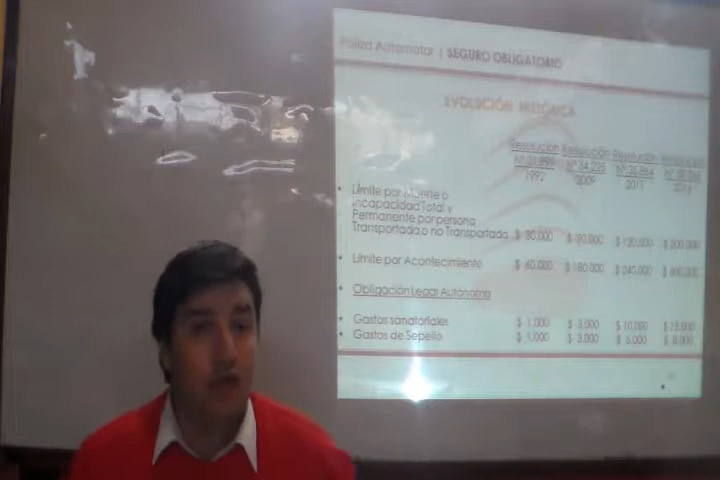 Póliza Automotor | SEGURO OBLIGATORIO
EVOLUCIÓN HISTÓRICA
Resolución Resolución Resolución
1992 2009 2011
• Límite por Muerte o
Incapacidad Total y
Permanente por persona
Transportada o no Transportada $ $ 90.000 $ 120.000 $ 200.000
• Límite por Acontecimiento $ 60.000 $ 180.000 $ 240.000 $
• Obligación Legal Autónoma
• Gastos sanatoriales $ 1.000 $ 3.000 $ 10.000 $ 15.000
• Gastos de Sepelio $ 1.000 $ 3.000 $ 5.000 $ 8.000